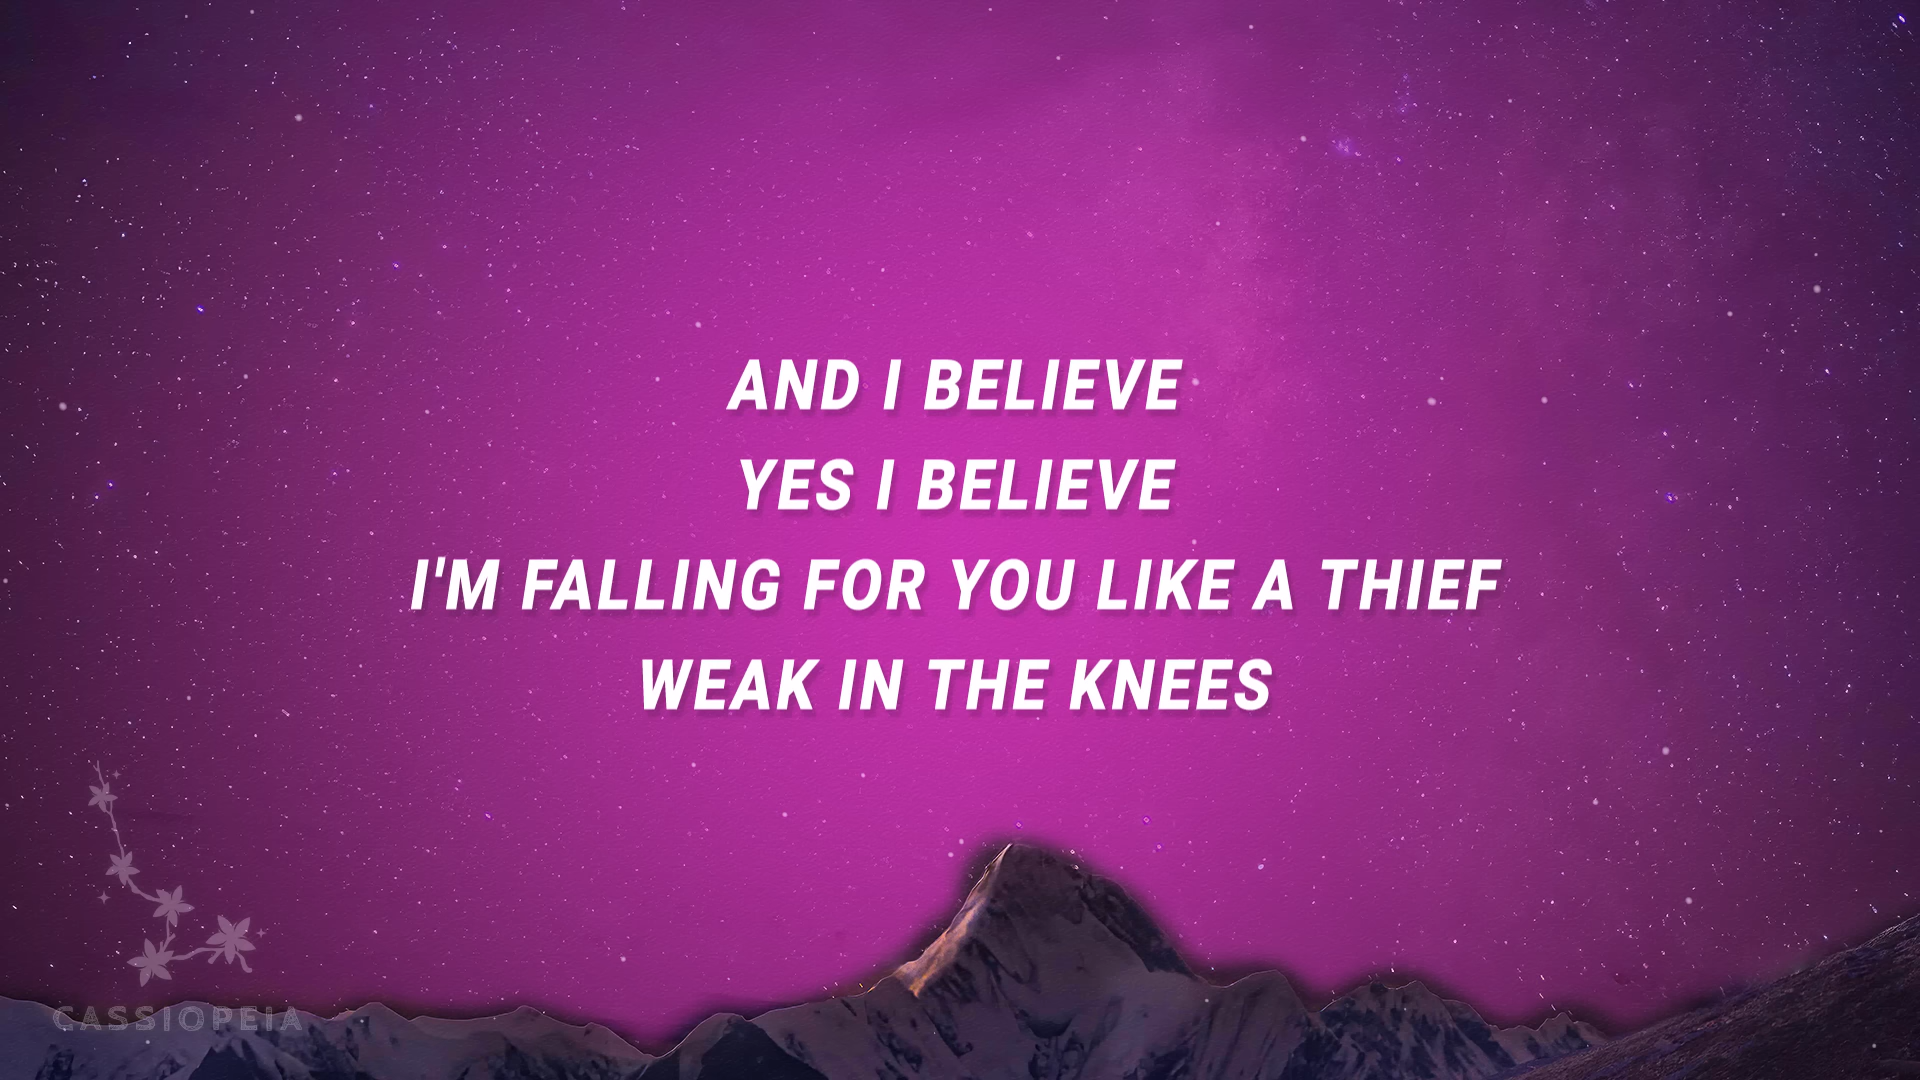 AND I BELIEVE
YES I BELIEVE
I'M FALLING FOR YOU LIKE A THIEF
WEAK IN THE KNEES
CASSIOPEIA